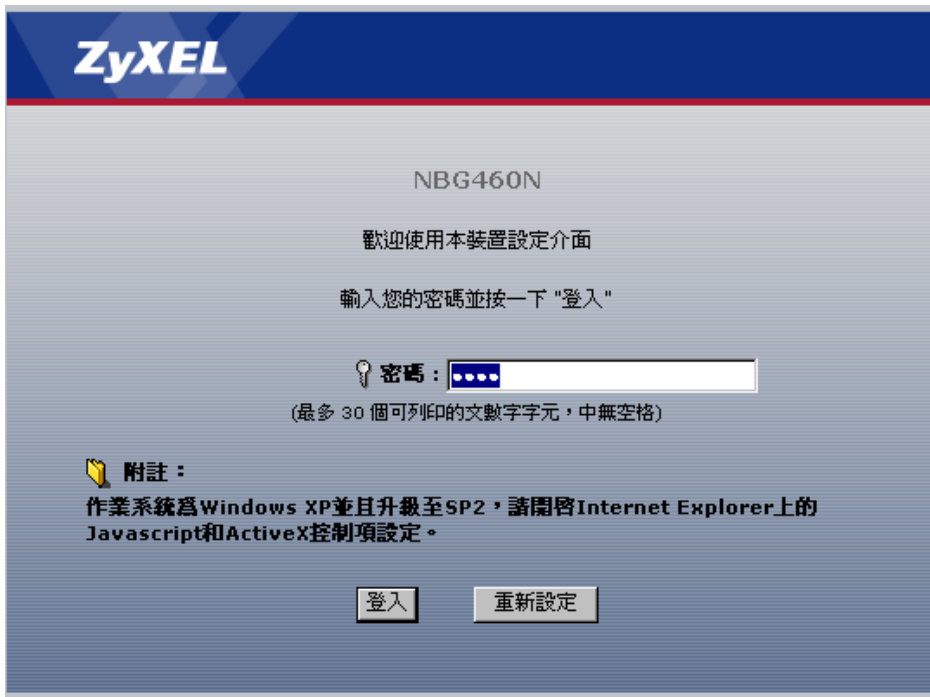 ZyXEL
NBG460N
歡迎使用本裝置設定介面
輸入您的密碼並按一下 "登入"
密碼：
(最多 30 個可列印的文數字字元，中無空格)
附註：
作業系統爲Windows XP並且升級至SP2，請開啓Internet Explorer上的
Javascript和ActiveX控制項設定。
登入 重新設定